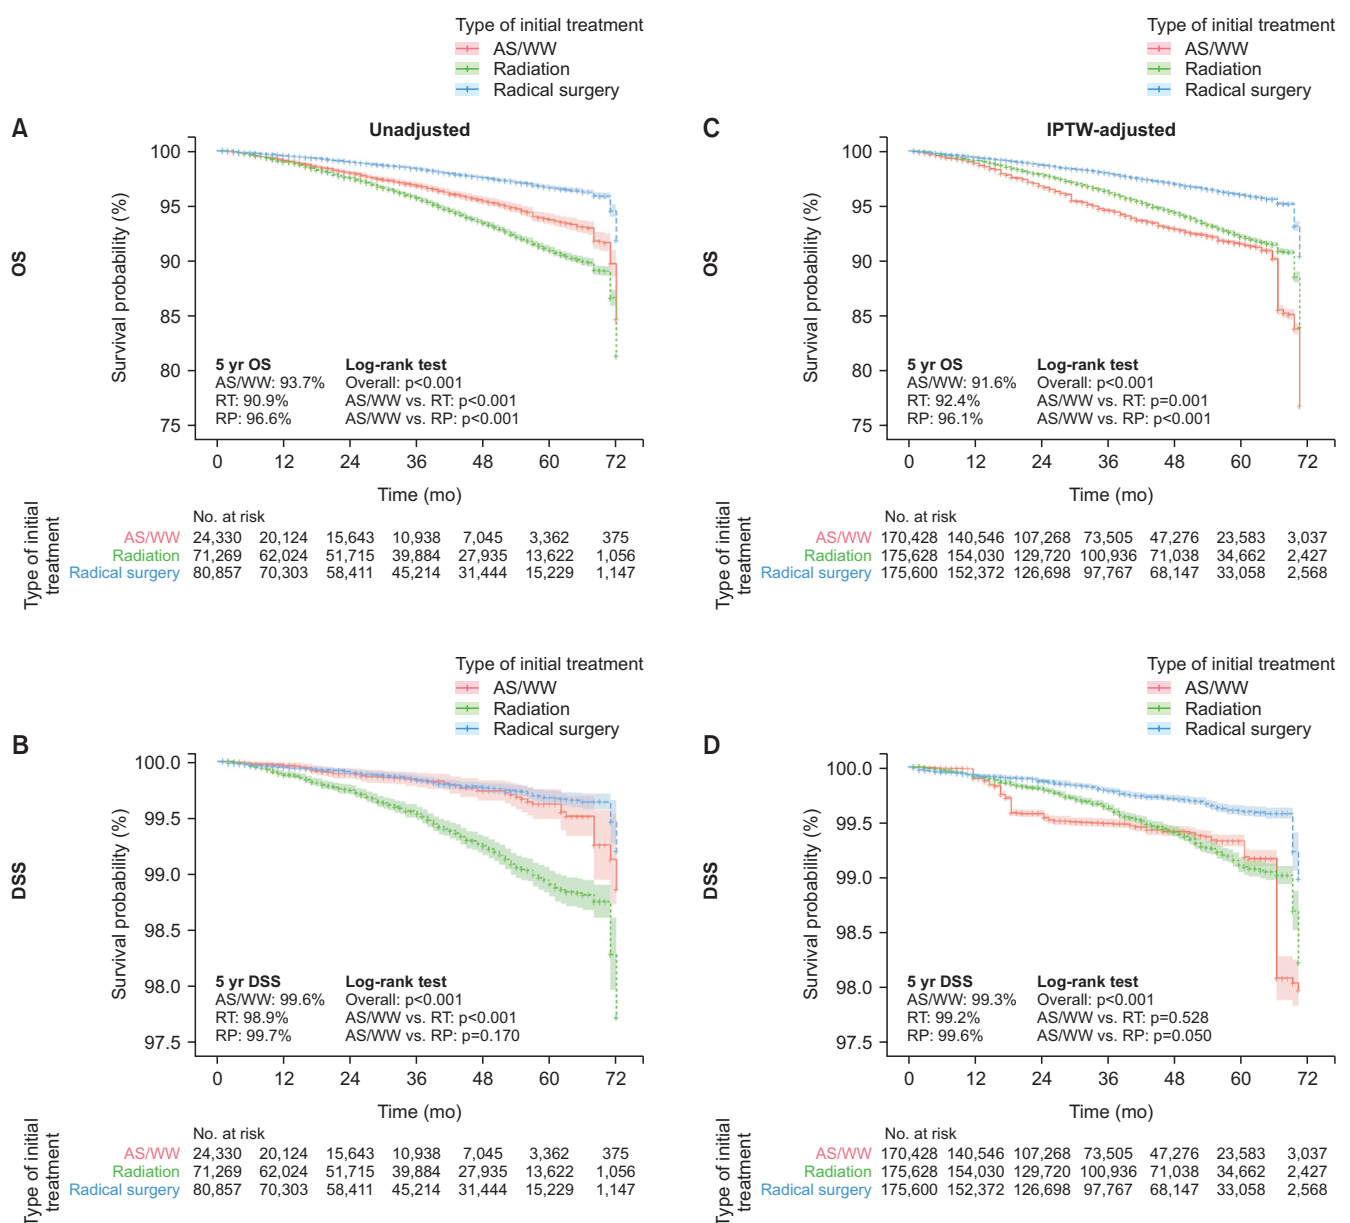 Type of initial treatment
AS/WW
Radiation
Radical surgery
A
Unadjusted
OS
Survival probability (%)
100
95
90
85
80
75
5 yr OS
AS/WW: 93.7%
RT: 90.9%
RP: 96.6%
Log-rank test
Overall: p<0.001
AS/WW vs. RT: p<0.001
AS/WW vs. RP: p<0.001
0 12 24 36 48 60 72
Time (mo)
Type of initial treatment
No. at risk
AS/WW 24,330 20,124 15,643 10,938 7,045 3,362 375
Radiation 71,269 62,024 51,715 39,884 27,935 13,622 1,056
Radical surgery 80,857 70,303 58,411 45,214 31,444 15,229 1,147
Type of initial treatment
AS/WW
Radiation
Radical surgery
C
IPTW-adjusted
OS
Survival probability (%)
100
95
90
85
80
75
5 yr OS
AS/WW: 91.6%
RT: 92.4%
RP: 96.1%
Log-rank test
Overall: p<0.001
AS/WW vs. RT: p=0.001
AS/WW vs. RP: p<0.001
0 12 24 36 48 60 72
Time (mo)
Type of initial treatment
No. at risk
AS/WW 170,428 140,546 107,268 73,505 47,276 23,583 3,037
Radiation 175,628 154,030 129,720 100,936 71,038 34,662 2,427
Radical surgery 175,600 152,372 126,698 97,767 68,147 33,058 2,568
Type of initial treatment
AS/WW
Radiation
Radical surgery
B
DSS
Survival probability (%)
100.0
99.5
99.0
98.5
98.0
97.5
5 yr DSS
AS/WW: 99.6%
RT: 98.9%
RP: 99.7%
Log-rank test
Overall: p<0.001
AS/WW vs. RT: p<0.001
AS/WW vs. RP: p=0.170
0 12 24 36 48 60 72
Time (mo)
Type of initial treatment
No. at risk
AS/WW 24,330 20,124 15,643 10,938 7,045 3,362 375
Radiation 71,269 62,024 51,715 39,884 27,935 13,622 1,056
Radical surgery 80,857 70,303 58,411 45,214 31,444 15,229 1,147
Type of initial treatment
AS/WW
Radiation
Radical surgery
D
DSS
Survival probability (%)
100.0
99.5
99.0
98.5
98.0
97.5
5 yr DSS
AS/WW: 99.3%
RT: 99.2%
RP: 99.6%
Log-rank test
Overall: p<0.001
AS/WW vs. RT: p=0.528
AS/WW vs. RP: p=0.050
0 12 24 36 48 60 72
Time (mo)
Type of initial treatment
No. at risk
AS/WW 170,428 140,546 107,268 73,505 47,276 23,583 3,037
Radiation 175,628 154,030 129,720 100,936 71,038 34,662 2,427
Radical surgery 175,600 152,372 126,698 97,767 68,147 33,058 2,568